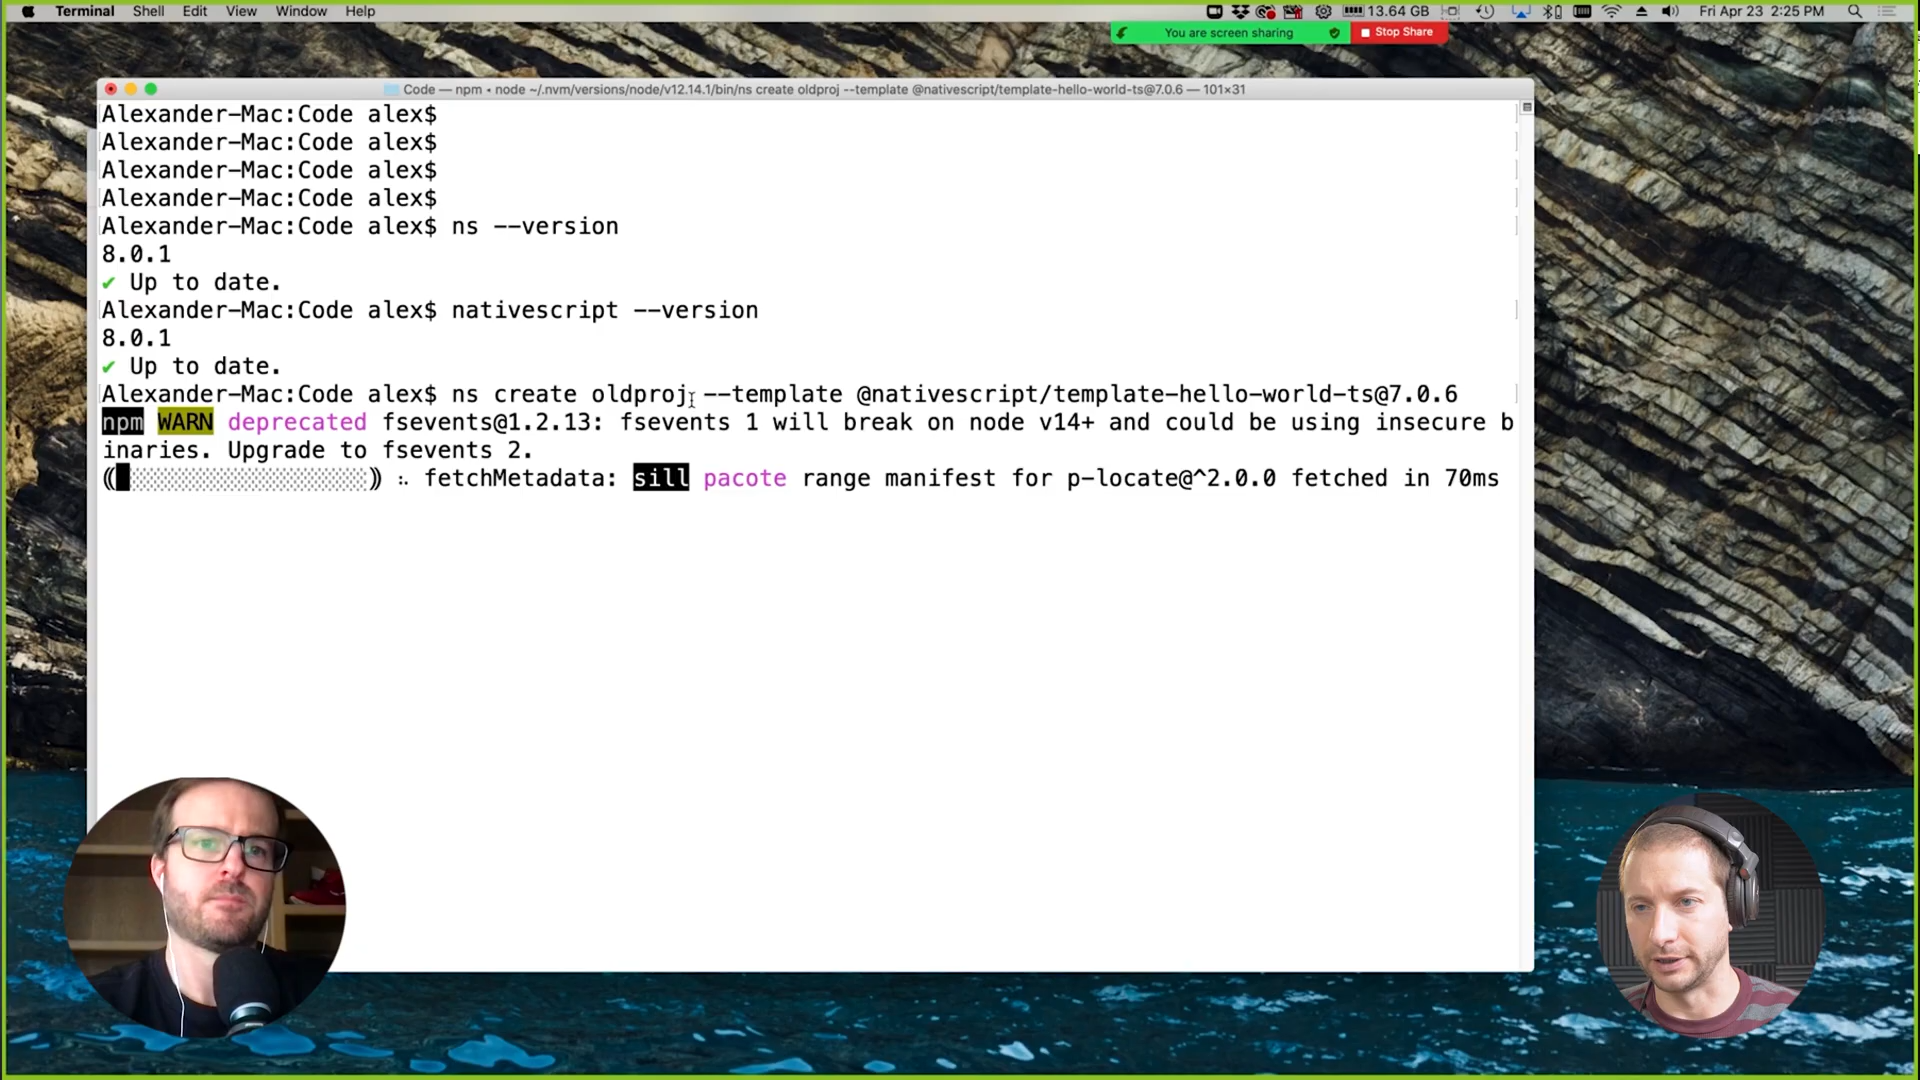 Terminal Shell Edit View Window Help 13.64 GB Fri Apr 23 2:25 PM
You are screen sharing Stop Share
Code — npm • node ~/.nvm/versions/node/v12.14.1/bin/ns create oldproj --template @nativescript/template-hello-world-ts@7.0.6 — 101×31
Alexander-Mac:Code alex$
Alexander-Mac:Code alex$
Alexander-Mac:Code alex$
Alexander-Mac:Code alex$
Alexander-Mac:Code alex$ ns --version
8.0.1
✔ Up to date.
Alexander-Mac:Code alex$ nativescript --version
8.0.1
✔ Up to date.
Alexander-Mac:Code alex$ ns create oldproj --template @nativescript/template-hello-world-ts@7.0.6
npm WARN deprecated fsevents@1.2.13: fsevents 1 will break on node v14+ and could be using insecure b
inaries. Upgrade to fsevents 2.
fetchMetadata: sill pacote range manifest for p-locate@^2.0.0 fetched in 70ms